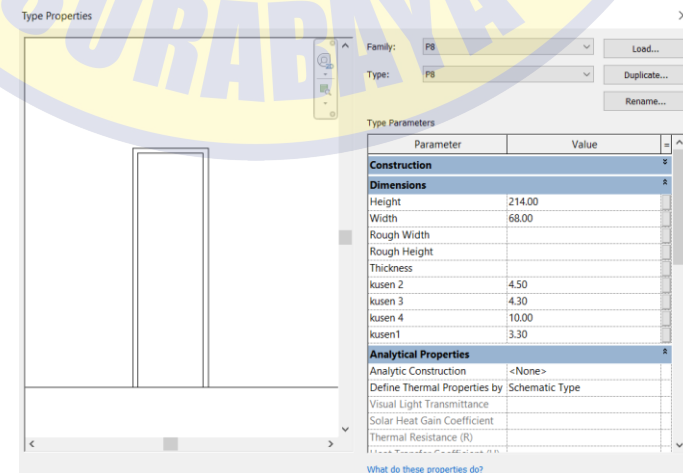 Type Properties
SURABAYA
Family: P8 Load...
Type: P8 Duplicate...
Rename...
Type Parameters
Parameter Value =
Construction
Dimensions
Height 214.00
Width 68.00
Rough Width
Rough Height
Thickness
kusen 2 4.50
kusen 3 4.30
kusen 4 10.00
kusen1 3.30
Analytical Properties
Analytic Construction <None>
Define Thermal Properties by Schematic Type
Visual Light Transmittance
Solar Heat Gain Coefficient
Thermal Resistance (R)
What do these properties do?